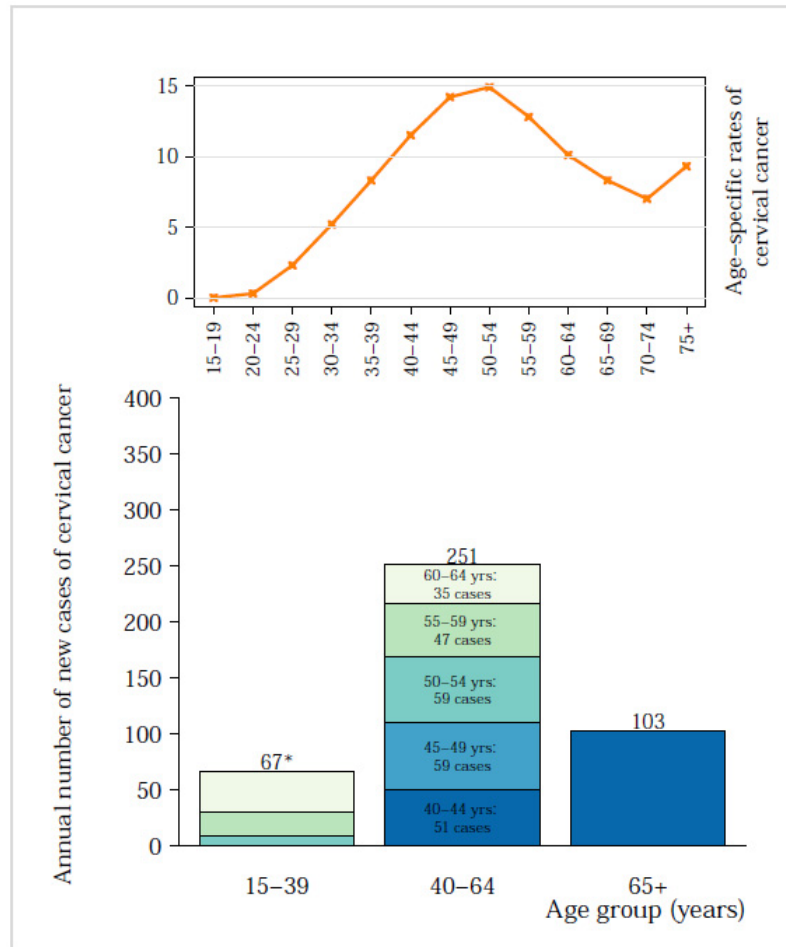 15
10
5
0
Age–specific rates of
cervical cancer
15–19
20–24
25–29
30–34
35–39
40–44
45–49
50–54
55–59
60–64
65–69
70–74
75+
Annual number of new cases of cervical cancer
400
350
300
250
200
150
100
50
0
67*
251
60–64 yrs:
35 cases
55–59 yrs:
47 cases
50–54 yrs:
59 cases
45–49 yrs:
59 cases
40–44 yrs:
51 cases
103
15–39
40–64
65+
Age group (years)